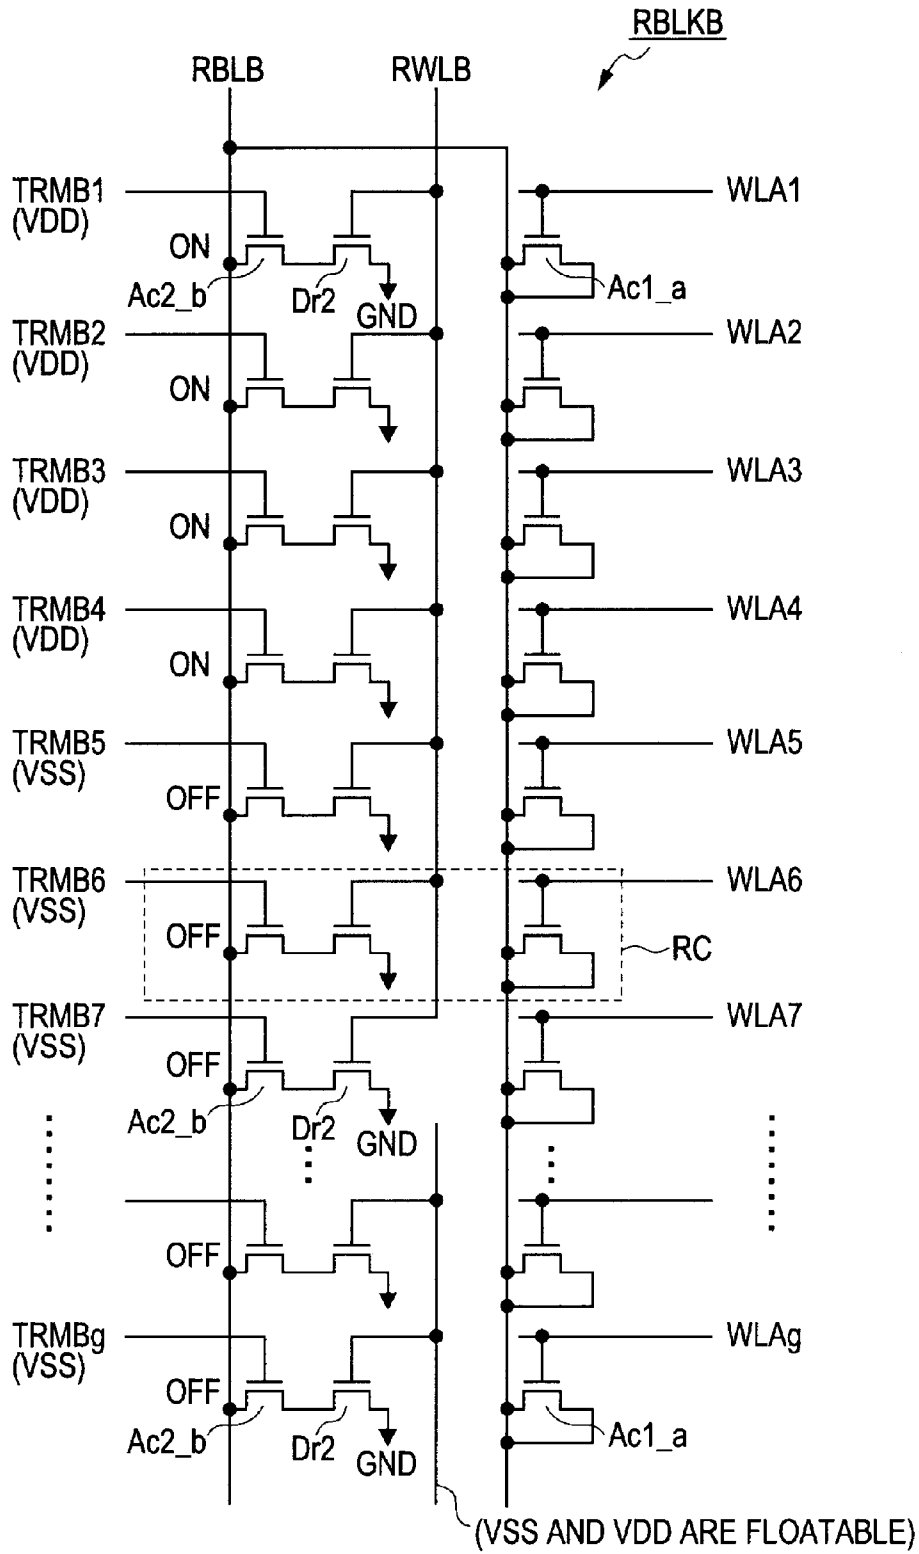 RBLKB
RBLB RWLB
TRMB1 WLA1
(VDD)
ON
Ac2_b Dr2 Ac1_a
GND
TRMB2 WLA2
(VDD)
ON
TRMB3 WLA3
(VDD)
ON
TRMB4 WLA4
(VDD)
ON
TRMB5 WLA5
(VSS)
OFF
TRMB6 WLA6
(VSS)
OFF RC
TRMB7 WLA7
(VSS)
OFF
Ac2_b Dr2 GND
OFF
TRMBg WLAg
(VSS)
OFF
Ac2_b Dr2 GND Ac1_a
(VSS AND VDD ARE FLOATABLE)